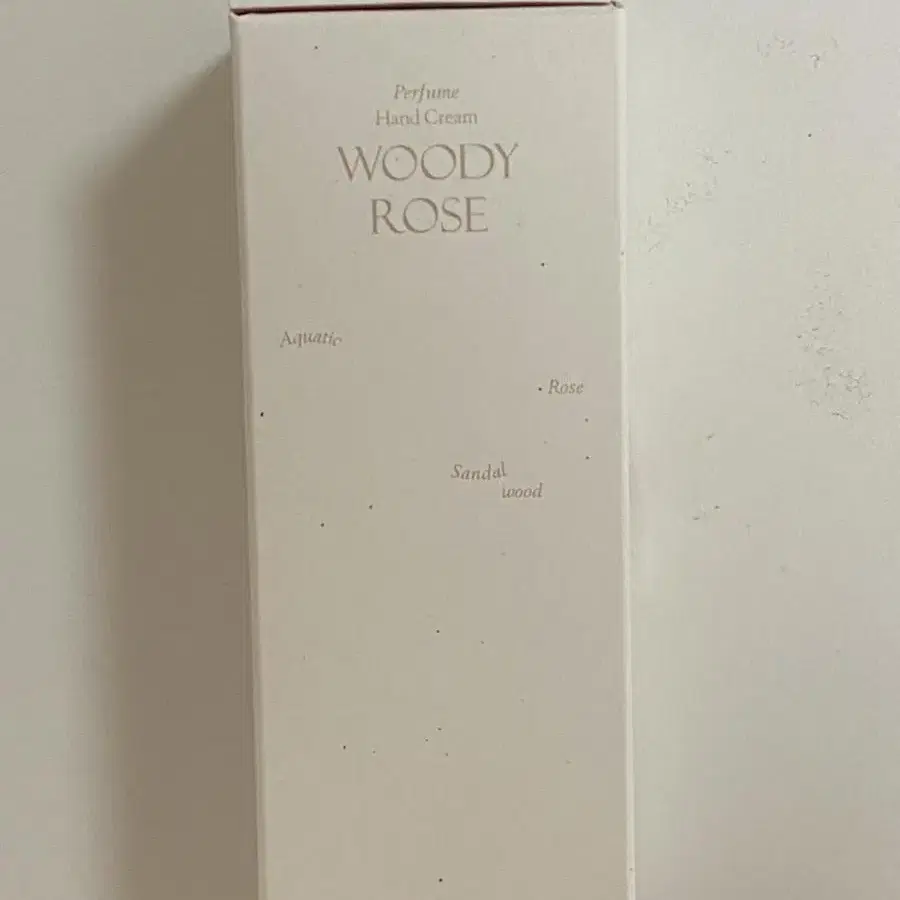 Perfume
Hand Cream
WOODY
ROSE
Aquatic
Rose
Sandal
wood